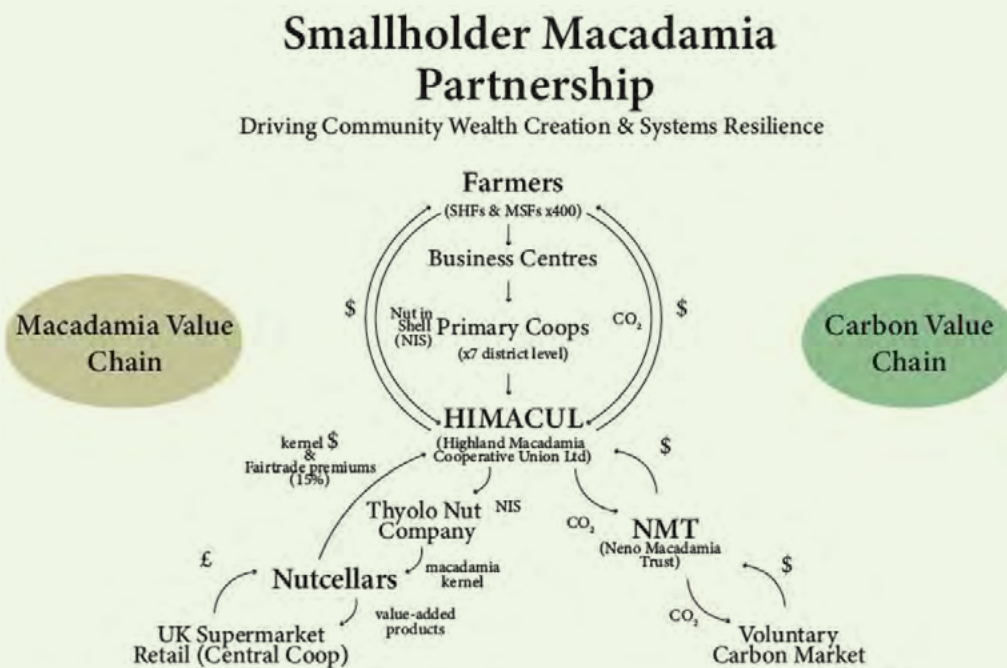 Smallholder Macadamia
Partnership
Driving Community Wealth Creation & Systems Resilience
Farmers
(SHFs & MSFs x400)
Business Centres
Macadamia Value
Chain
$
Nut in
Shell
(NIS)
Primary Coops
(x7 district level)
CO₂
$
Carbon Value
Chain
HIMACUL
(Highland Macadamia
Cooperative Union Ltd)
kernel $
&
Fairtrade premiums
(15%)
$
Thyolo Nut
Company
NIS
CO₂
NMT
(Neno Macadamia
Trust)
£
Nutcellars
macadamia
kernel
$
value-added
products
CO₂
UK Supermarket
Retail (Central Coop)
Voluntary
Carbon Market